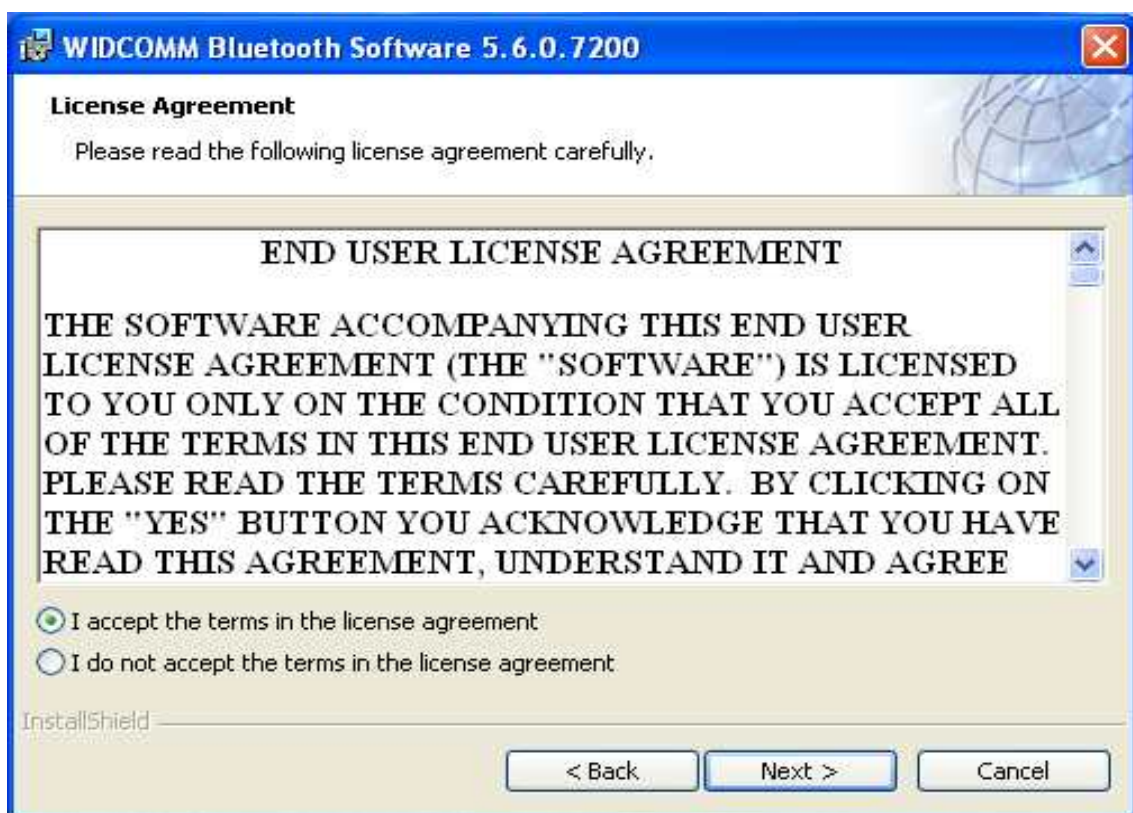 WIDCOMM Bluetooth Software 5.6.0.7200
License Agreement
Please read the following license agreement carefully.
END USER LICENSE AGREEMENT
THE SOFTWARE ACCOMPANYING THIS END USER
LICENSE AGREEMENT (THE "SOFTWARE") IS LICENSED
TO YOU ONLY ON THE CONDITION THAT YOU ACCEPT ALL
OF THE TERMS IN THIS END USER LICENSE AGREEMENT.
PLEASE READ THE TERMS CAREFULLY.  BY CLICKING ON
THE "YES" BUTTON YOU ACKNOWLEDGE THAT YOU HAVE
READ THIS AGREEMENT, UNDERSTAND IT AND AGREE
I accept the terms in the license agreement
I do not accept the terms in the license agreement
InstallShield
< Back Next > Cancel